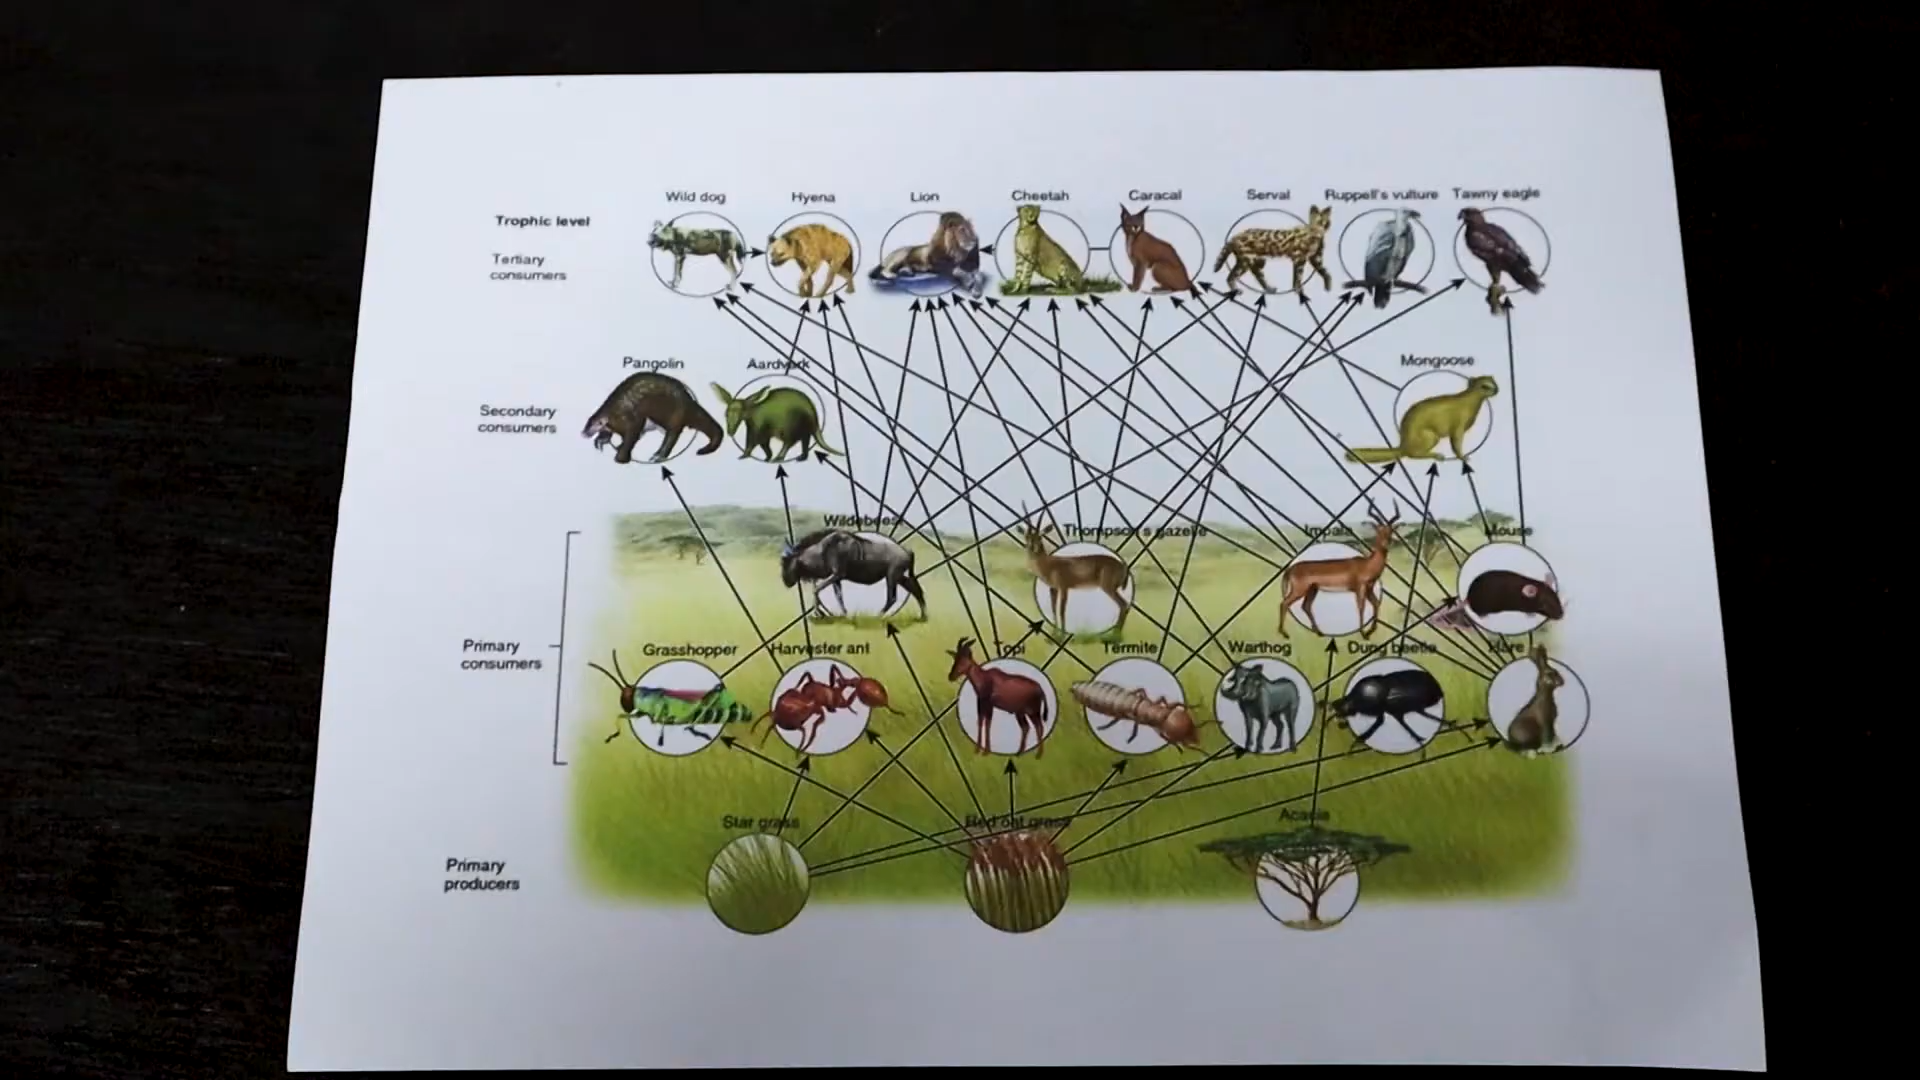 Wild dog Hyena Lion Cheetah Caracal Serval Ruppell's vulture Tawny eagle
Trophic level
Tertiary
consumers
Pangolin Aardvark Mongoose
Secondary
consumers
Wildebeest Thompson's gazelle Impala Mouse
Primary
consumers
Grasshopper Harvester ant Topi Termite Warthog Dung beetle Hare
Star grass Red oat grass Acacia
Primary
producers